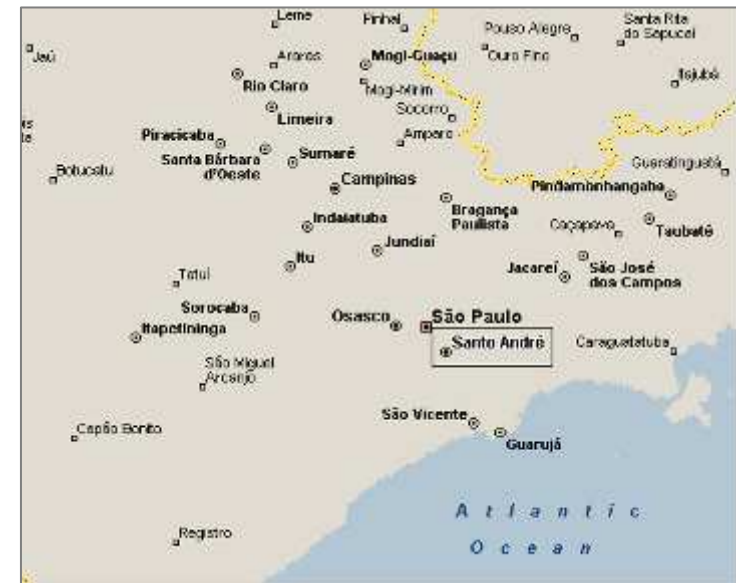 Leme
Pinhal
Pouso Alegre
Santa Rita
do Sapucaí
Jaú
Araras
Mogi-Guaçu
Ouro Fino
Itajubá
Rio Claro
Mogi-Mirim
Limeira
Socorro
Piracicaba
Amparo
Santa Bárbara
d'Oeste
Sumaré
Guaratinguetá
Botucatu
Campinas
Pindamonhangaba
Bragança
Paulista
Indaiatuba
Caçapava
Taubaté
Jundiaí
Itu
Tatuí
Jacareí
São José
dos Campos
Sorocaba
Osasco
São Paulo
Itapetininga
Santo André
Caraguatatuba
São Miguel
Arcanjo
São Vicente
Capão Bonito
Guarujá
Atlantic
Ocean
Registro